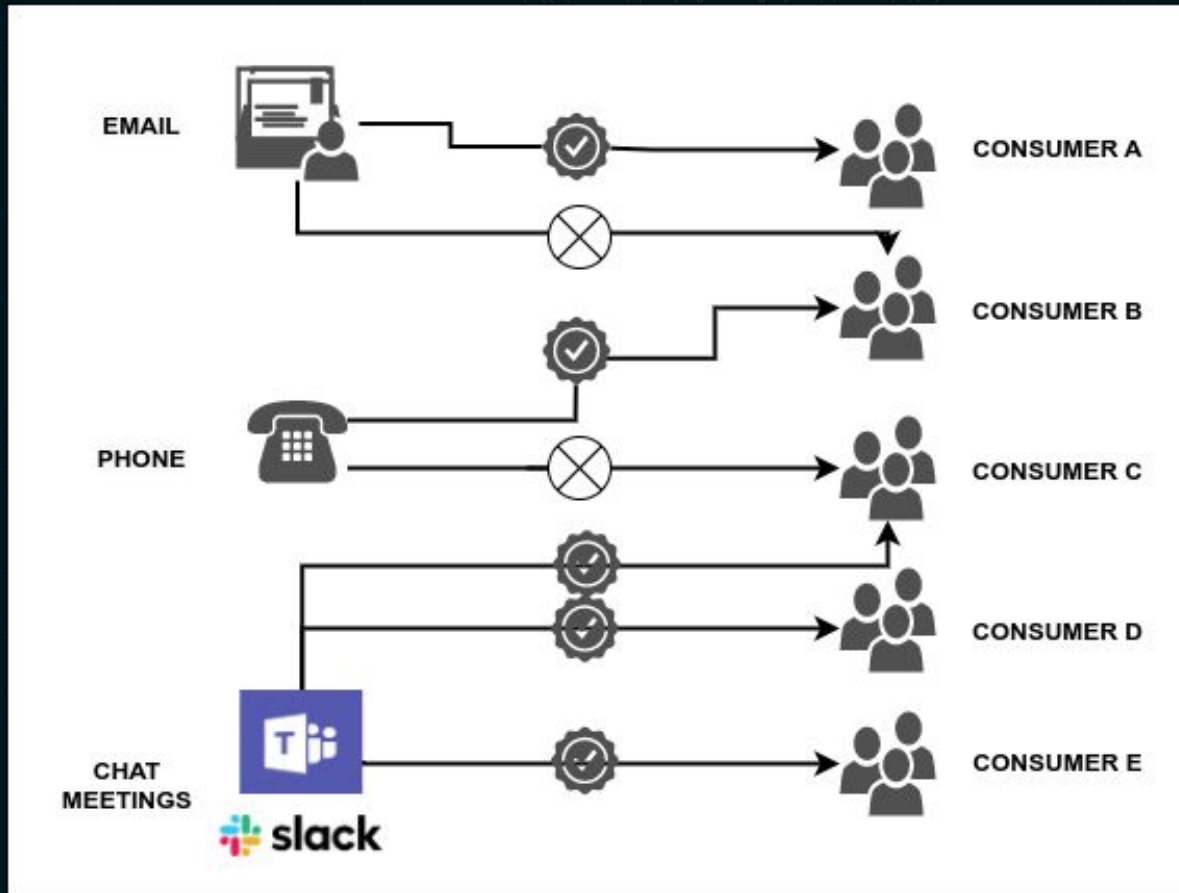 EMAIL
CONSUMER A
CONSUMER B
PHONE
CONSUMER C
CONSUMER D
T
CHAT
MEETINGS
CONSUMER E
slack